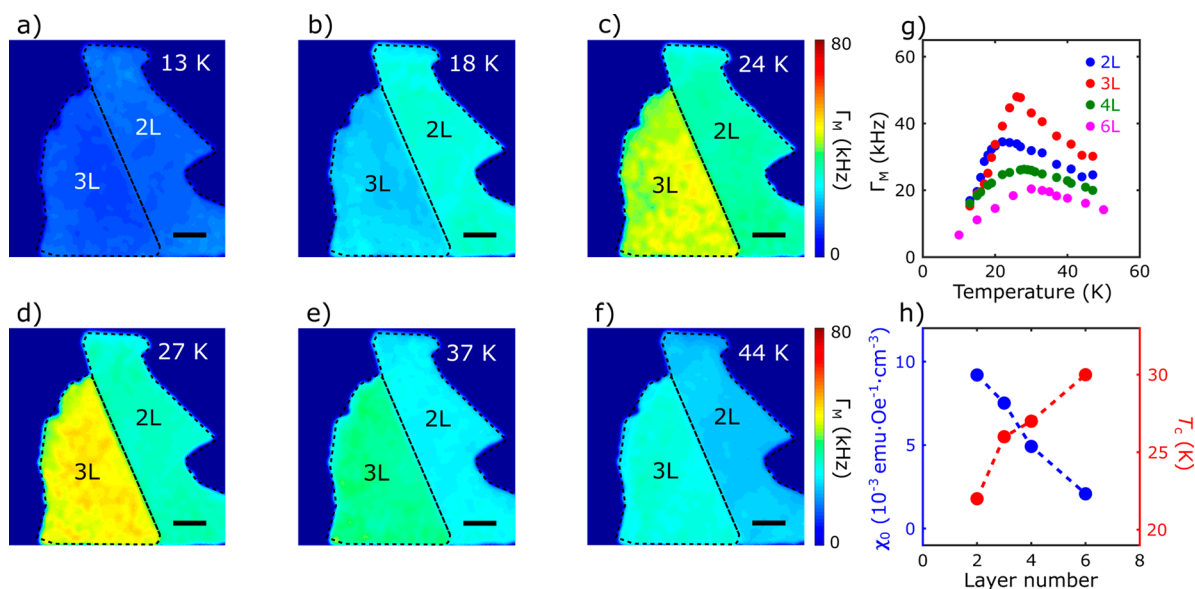 a)
13 K
2L
3L
b)
18 K
2L
3L
c)
24 K
2L
3L
80
Γ_M (kHz)
0
g)
Γ_M (kHz)
60
40
20
0
2L
3L
4L
6L
0 20 40 60
Temperature (K)
d)
27 K
2L
3L
e)
37 K
2L
3L
f)
44 K
2L
3L
80
Γ_M (kHz)
0
h)
χ₀ (10⁻³ emu·Oe⁻¹·cm⁻³)
10
5
0
30
25
20
T_c (K)
0 2 4 6 8
Layer number